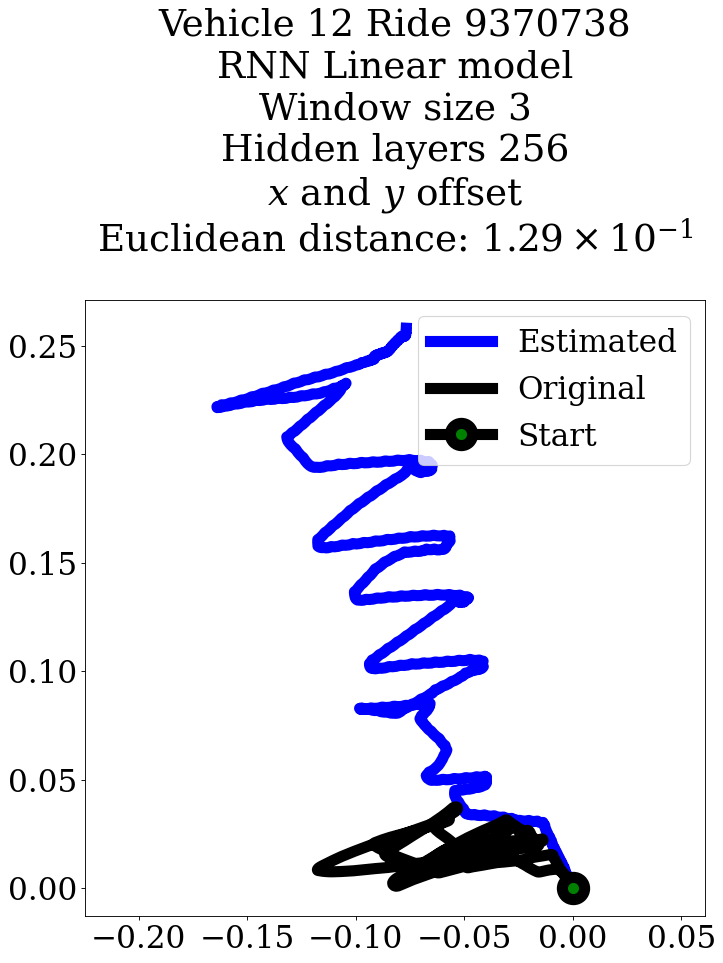 Vehicle 12 Ride 9370738
RNN Linear model
Window size 3
Hidden layers 256
x and y offset
Euclidean distance: 1.29 × 10⁻¹
Estimated
Original
Start
0.25
0.20
0.15
0.10
0.05
0.00
−0.20 −0.15 −0.10 −0.05 0.00 0.05